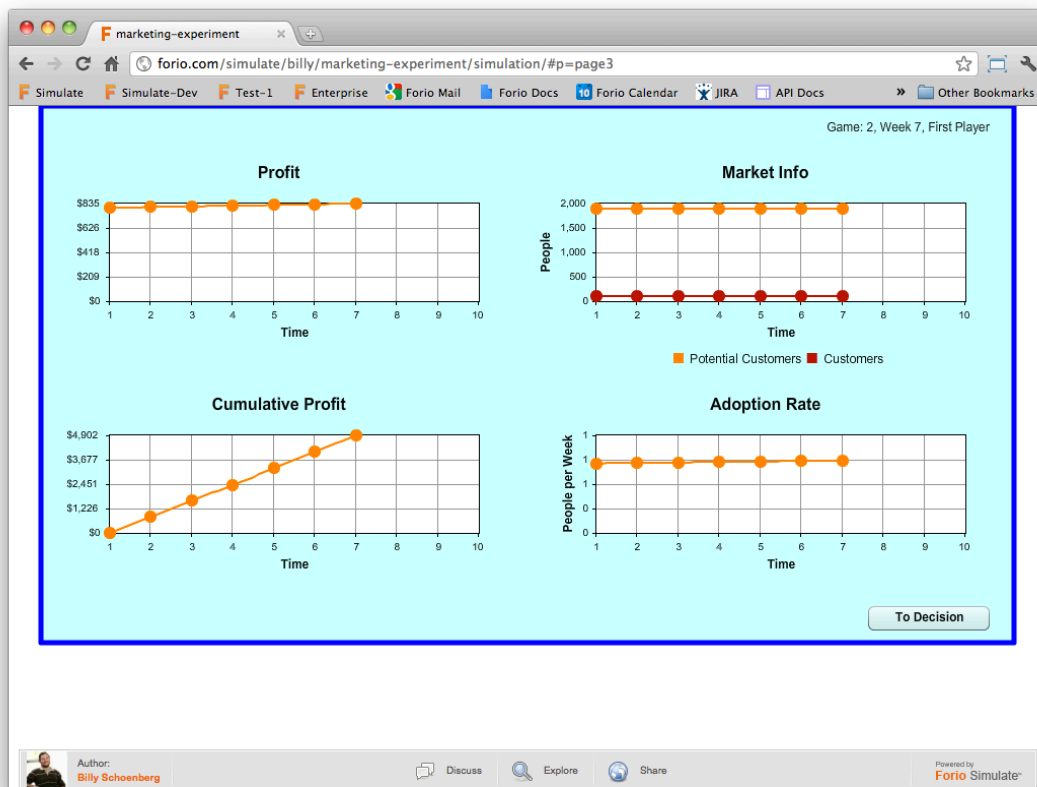 marketing-experiment
forio.com/simulate/billy/marketing-experiment/simulation/#p=page3
Simulate Simulate-Dev Test-1 Enterprise Forio Mail Forio Docs 10 Forio Calendar JIRA API Docs » Other Bookmarks
Game: 2, Week 7, First Player
Profit
$835
$626
$418
$209
$0
1 2 3 4 5 6 7 8 9 10
Time
Market Info
People
2,000
1,500
1,000
500
0
1 2 3 4 5 6 7 8 9 10
Time
Potential Customers Customers
Cumulative Profit
$4,902
$3,677
$2,451
$1,226
$0
1 2 3 4 5 6 7 8 9 10
Time
Adoption Rate
People per Week
1
1
1
0
0
1 2 3 4 5 6 7 8 9 10
Time
To Decision
Author:
Billy Schoenberg
Discuss Explore Share
Powered by
Forio Simulate™